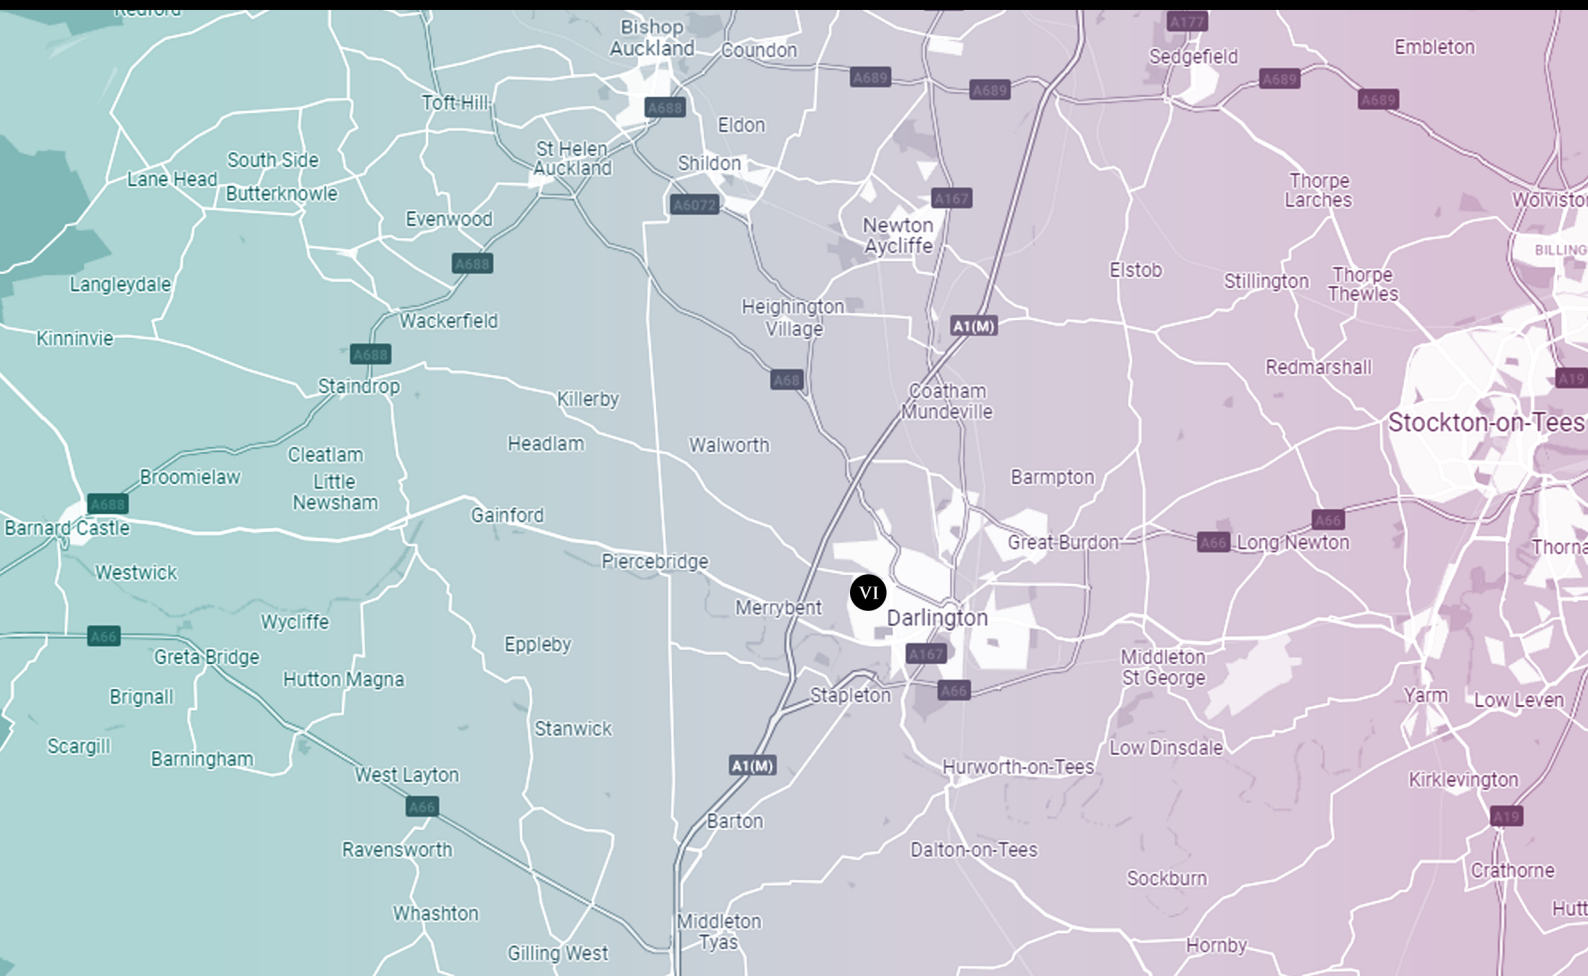 Redford
Bishop
Auckland
Coundon
A177
Sedgefield
Embleton
A689
A689
A689
A689
Toft Hill
A688
Eldon
St Helen
Auckland
Shildon
South Side
Lane Head
Butterknowle
Evenwood
A6072
A167
Thorpe
Larches
Newton
Aycliffe
BILLING
A688
Langleydale
Elstob
Stillington
Thorpe
Thewles
Heighington
Village
Kinninvie
Wackerfield
A1(M)
A688
Staindrop
Redmarshall
A68
A19
Killerby
Coatham
Mundeville
Stockton-on-Tees
Headlam
Walworth
Cleatlam
Little
Newsham
Broomielaw
Barmpton
A688
Barnard Castle
Gainford
A66
Great Burdon
A66
Long Newton
Westwick
Piercebridge
VI
Merrybent
Darlington
Wycliffe
A66
Greta Bridge
Eppleby
A167
Middleton
St George
Hutton Magna
Brignall
Stapleton
A66
Yarm
Low Leven
Stanwick
Scargill
Barningham
Low Dinsdale
A1(M)
Hurworth-on-Tees
West Layton
Kirklevington
A66
Barton
A19
Ravensworth
Dalton-on-Tees
Sockburn
Crathorne
Whashton
Middleton
Tyas
Hutt
Gilling West
Hornby